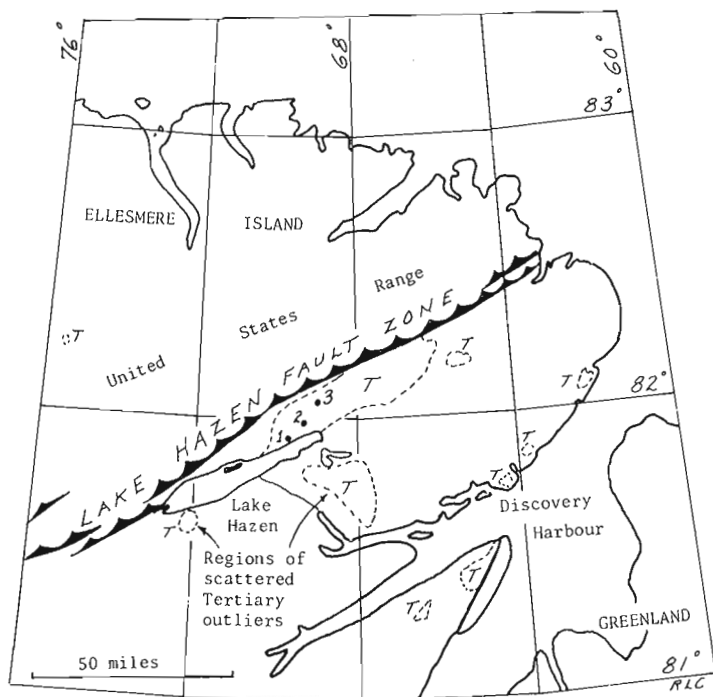 76°
68°
60°
83°
ELLESMERE ISLAND
Range
States
United
T
LAKE HAZEN FAULT ZONE
T
T
T
82°
3
2
1
T
T
T
Lake
Hazen
Discovery
Harbour
T
Regions of
scattered
Tertiary
outliers
T
T
GREENLAND
50 miles
81°
RLC